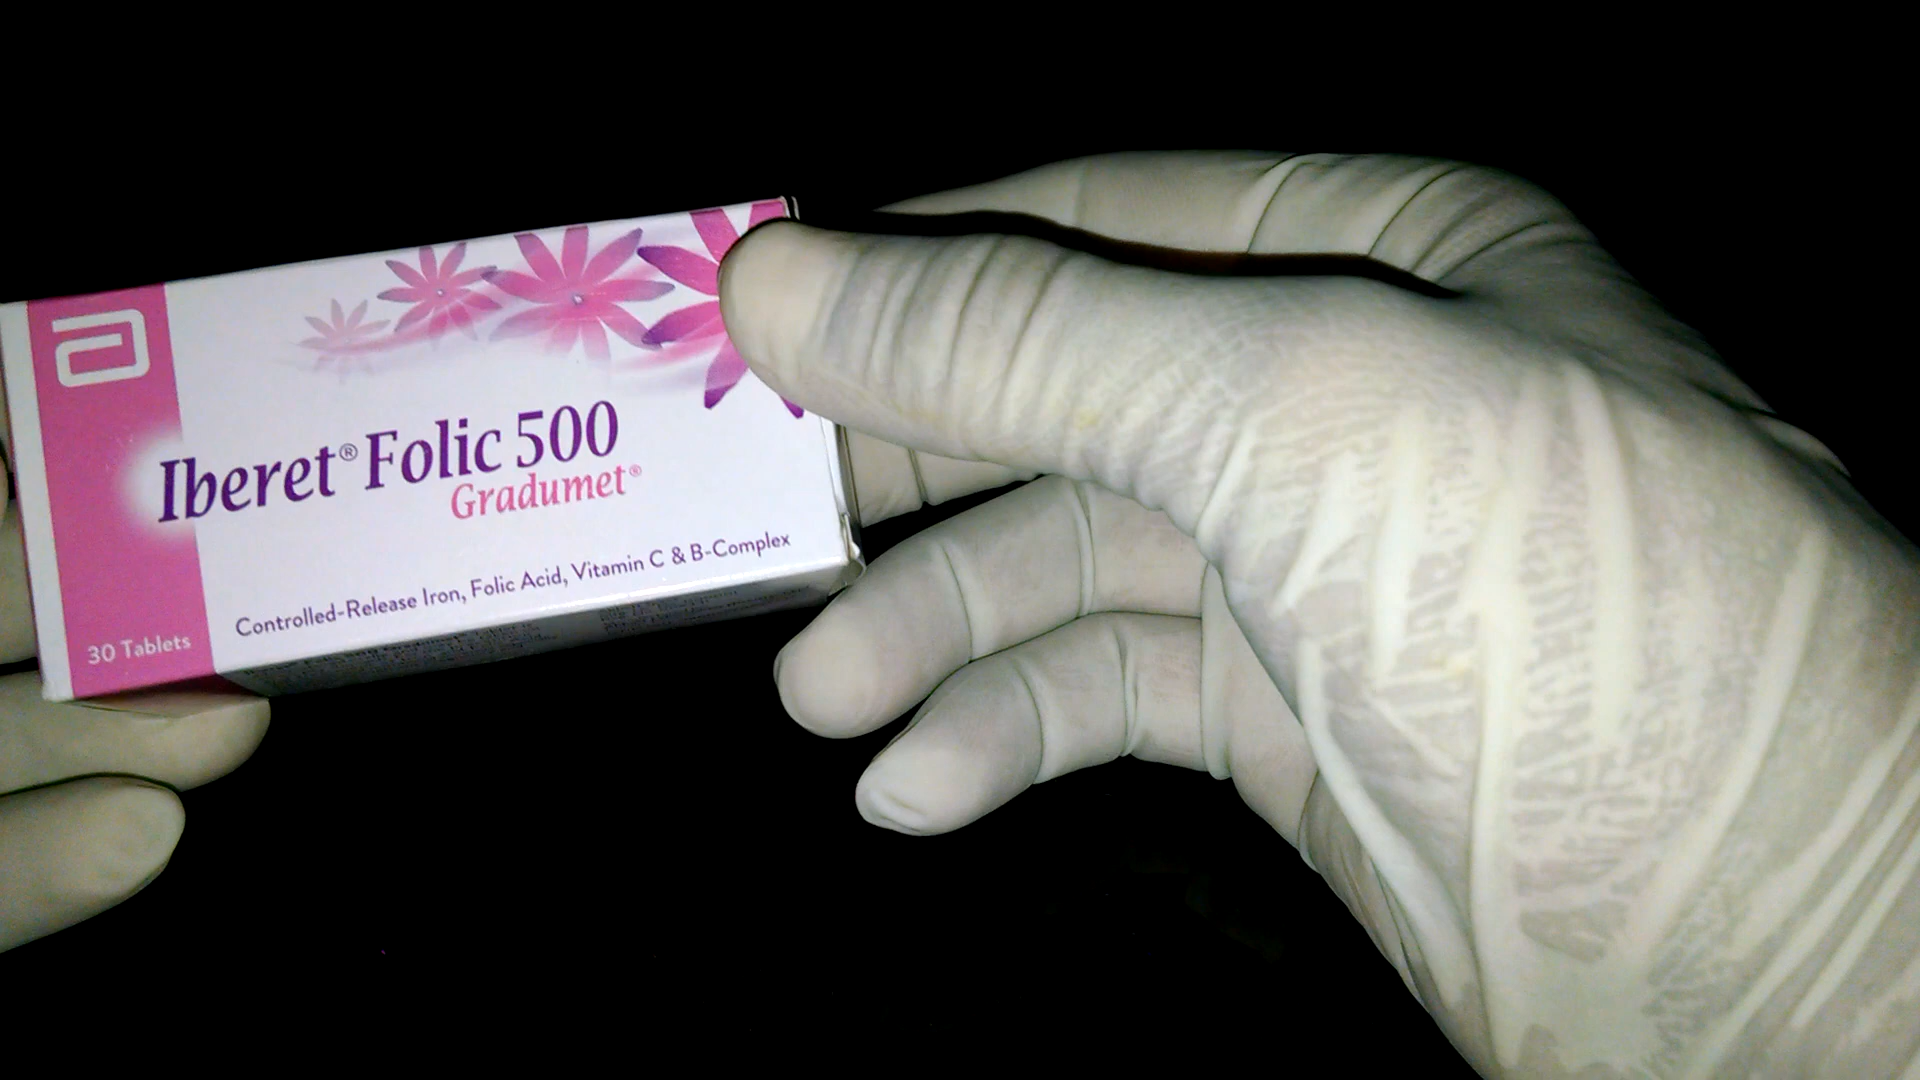 Iberet® Folic 500
Gradumet®
Controlled-Release Iron, Folic Acid, Vitamin C & B-Complex
30 Tablets